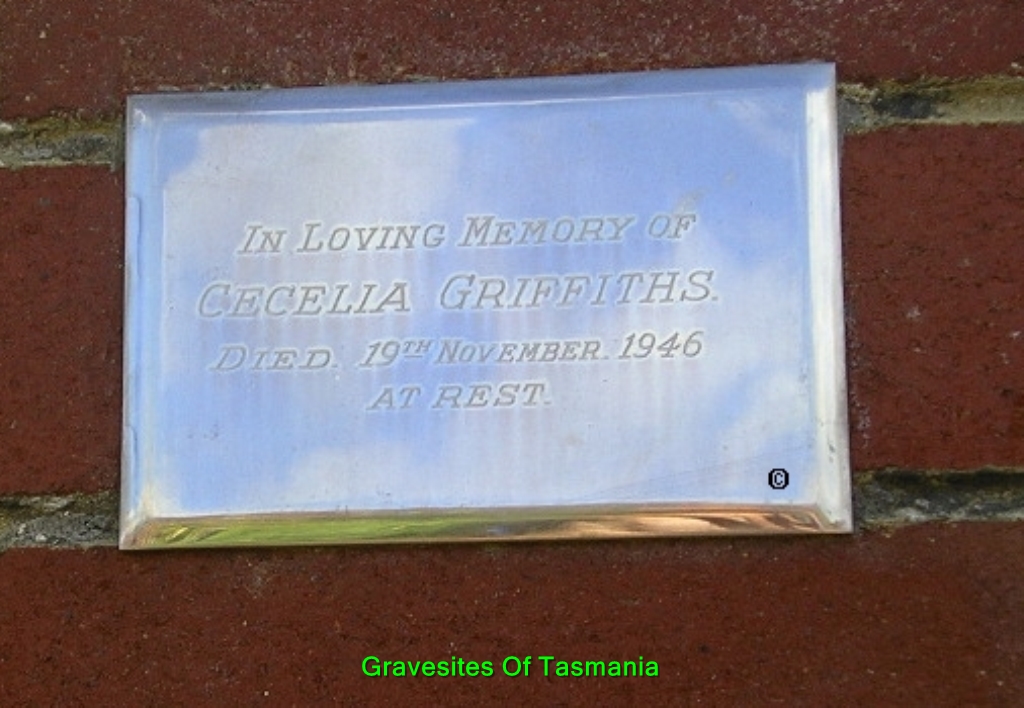 IN LOVING MEMORY OF
CECELIA GRIFFITHS.
DIED. 19TH NOVEMBER. 1946
AT REST.
©
Gravesites Of Tasmania